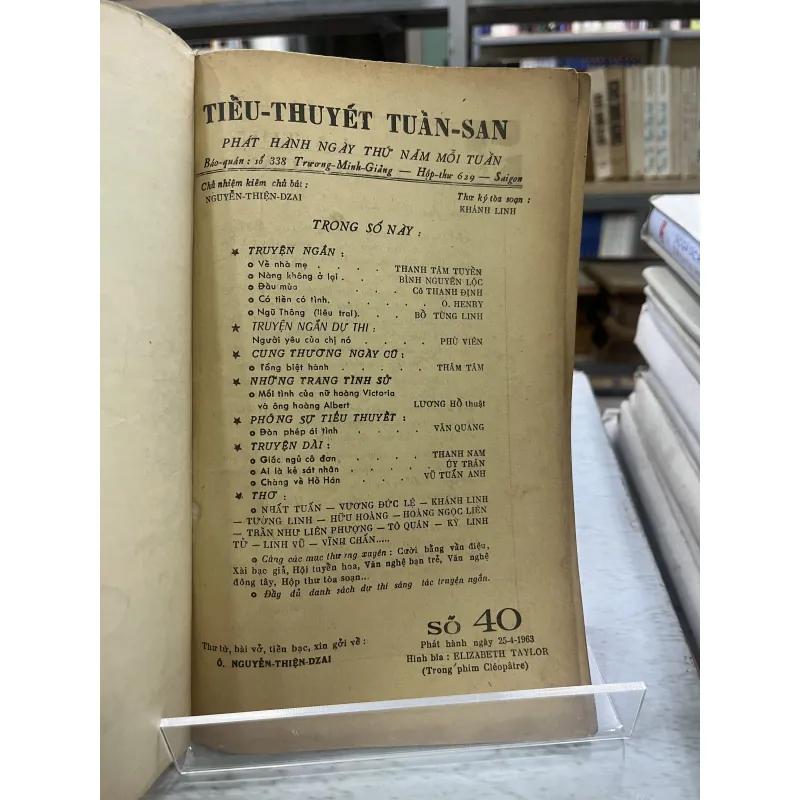 TIỂU-THUYẾT TUẦN-SAN
PHÁT HÀNH NGÀY THỨ NĂM MỖI TUẦN
Báo-quán : số 338 Trương-Minh-Giảng — Hộp-thư 629 — Saigon
Chủ nhiệm kiêm chủ bút :
NGUYỄN-THIỆN-DZAI
Thư ký tòa soạn :
KHÁNH LINH
TRONG SỐ NÀY :
★ TRUYỆN NGẮN :
o Về nhà mẹ . . . . THANH TÂM TUYỀN
o Nàng không ở lại . . . BÌNH NGUYÊN LỘC
o Đầu mùa . . . . Cô THANH ĐỊNH
o Có tiền có tình. . . . . . O. HENRY
o Ngũ Thông (liêu trai). . . . BỒ TÙNG LINH
★ TRUYỆN NGẮN DỰ THI :
Người yêu của chị nó . . . . PHÙ VIÊN
★ CUNG THƯƠNG NGÀY CŨ :
o Tống biệt hành . . . . THÂM TÂM
★ NHỮNG TRANG TÌNH SỬ
o Mối tình của nữ hoàng Victoria
và ông hoàng Albert LƯƠNG HỒ thuật
★ PHÓNG SỰ TIỂU THUYẾT :
o Đòn phép ái tình . . . . VĂN QUANG
★ TRUYỆN DÀI :
o Giấc ngủ cô đơn . . . . THANH NAM
o Ai là kẻ sát nhân . . . . ÚY TRẦN
o Chàng về Hồ Hán . . . . VŨ TUẤN ANH
★ THƠ :
o NHẤT TUẤN — VƯƠNG ĐỨC LỆ — KHÁNH LINH
— TƯỜNG LINH — HỮU HOÀNG — HOÀNG NGỌC LIÊN
— TRẦN NHƯ LIÊN PHƯỢNG — TÔ QUÂN — KỲ LINH
TỬ — LINH VŨ — VĨNH CHẤN.....
o Cùng các mục thường xuyên : Cười bằng vần điệu,
Xài bạc giả, Hội tuyển hoa, Văn nghệ bạn trẻ, Văn nghệ
đông tây, Hộp thư tòa soạn...
o Đầy đủ danh sách dự thi sáng tác truyện ngắn.
SỐ 40
Phát hành ngày 25-4-1963
Hình bìa : ELIZABETH TAYLOR
(Trong phim Cléopâtre)
Thư từ, bài vở, tiền bạc, xin gởi về :
Ô. NGUYỄN-THIỆN-DZAI